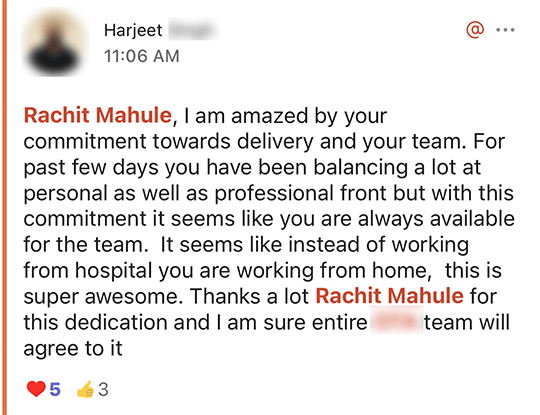 Harjeet
11:06 AM
@ •••
Rachit Mahule, I am amazed by your
commitment towards delivery and your team. For
past few days you have been balancing a lot at
personal as well as professional front but with this
commitment it seems like you are always available
for the team.  It seems like instead of working
from hospital you are working from home,  this is
super awesome. Thanks a lot Rachit Mahule for
this dedication and I am sure entire team will
agree to it
5 3